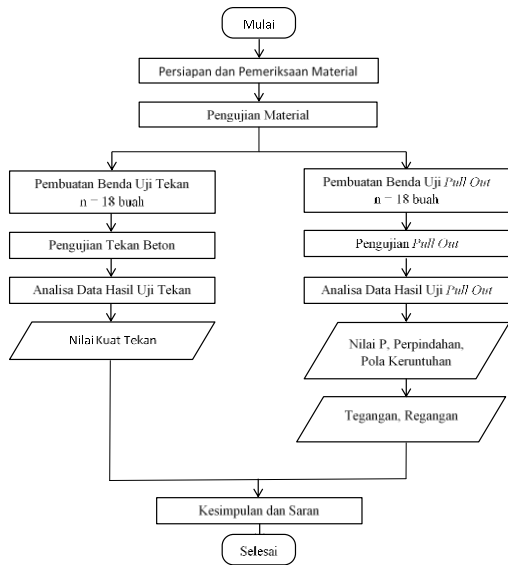 Mulai
Persiapan dan Pemeriksaan Material
Pengujian Material
Pembuatan Benda Uji Tekan
n = 18 buah
Pengujian Tekan Beton
Analisa Data Hasil Uji Tekan
Nilai Kuat Tekan
Pembuatan Benda Uji Pull Out
n = 18 buah
Pengujian Pull Out
Analisa Data Hasil Uji Pull Out
Nilai P, Perpindahan,
Pola Keruntuhan
Tegangan, Regangan
Kesimpulan dan Saran
Selesai